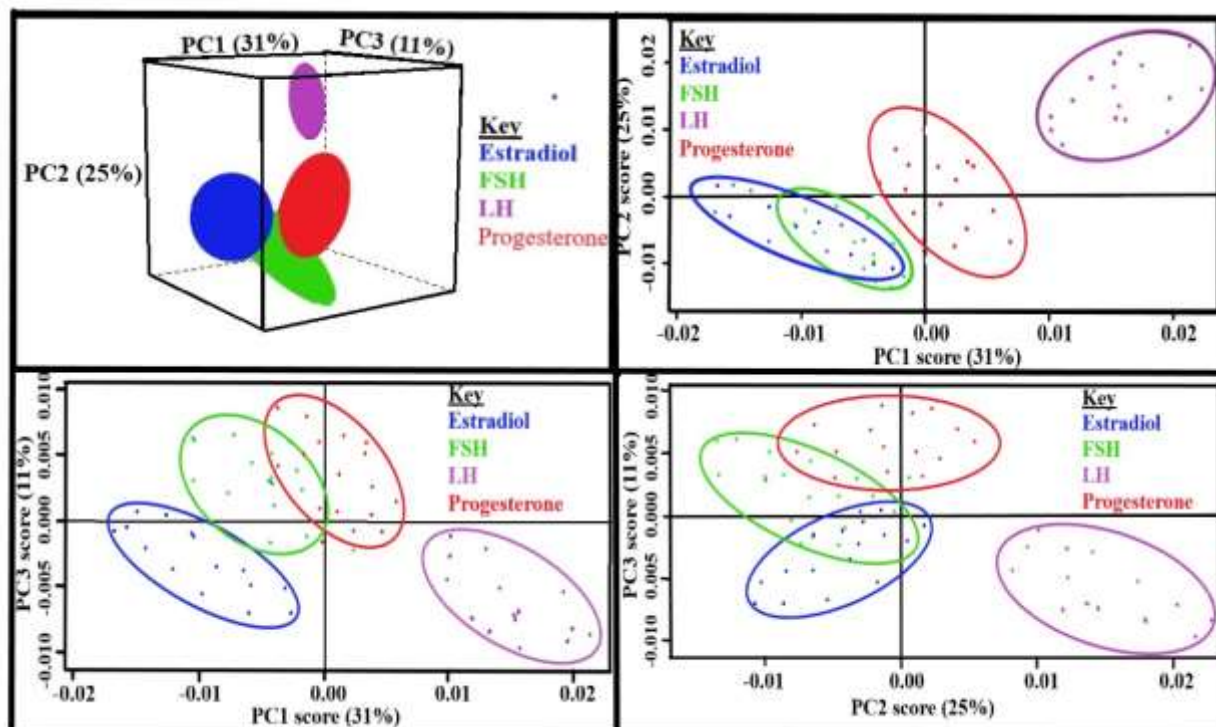 PC1 (31%)
PC3 (11%)
PC2 (25%)
Key
Estradiol
FSH
LH
Progesterone
Key
Estradiol
FSH
LH
Progesterone
PC2 score (25%)
0.02
0.01
0.00
-0.01
-0.02
-0.01
0.00
0.01
0.02
PC1 score (31%)
Key
Estradiol
FSH
LH
Progesterone
PC3 score (11%)
0.010
0.005
0.000
-0.005
-0.010
-0.02
-0.01
0.00
0.01
0.02
PC1 score (31%)
Key
Estradiol
FSH
LH
Progesterone
PC3 score (11%)
0.010
0.005
0.000
-0.005
-0.010
-0.01
0.00
0.01
0.02
PC2 score (25%)